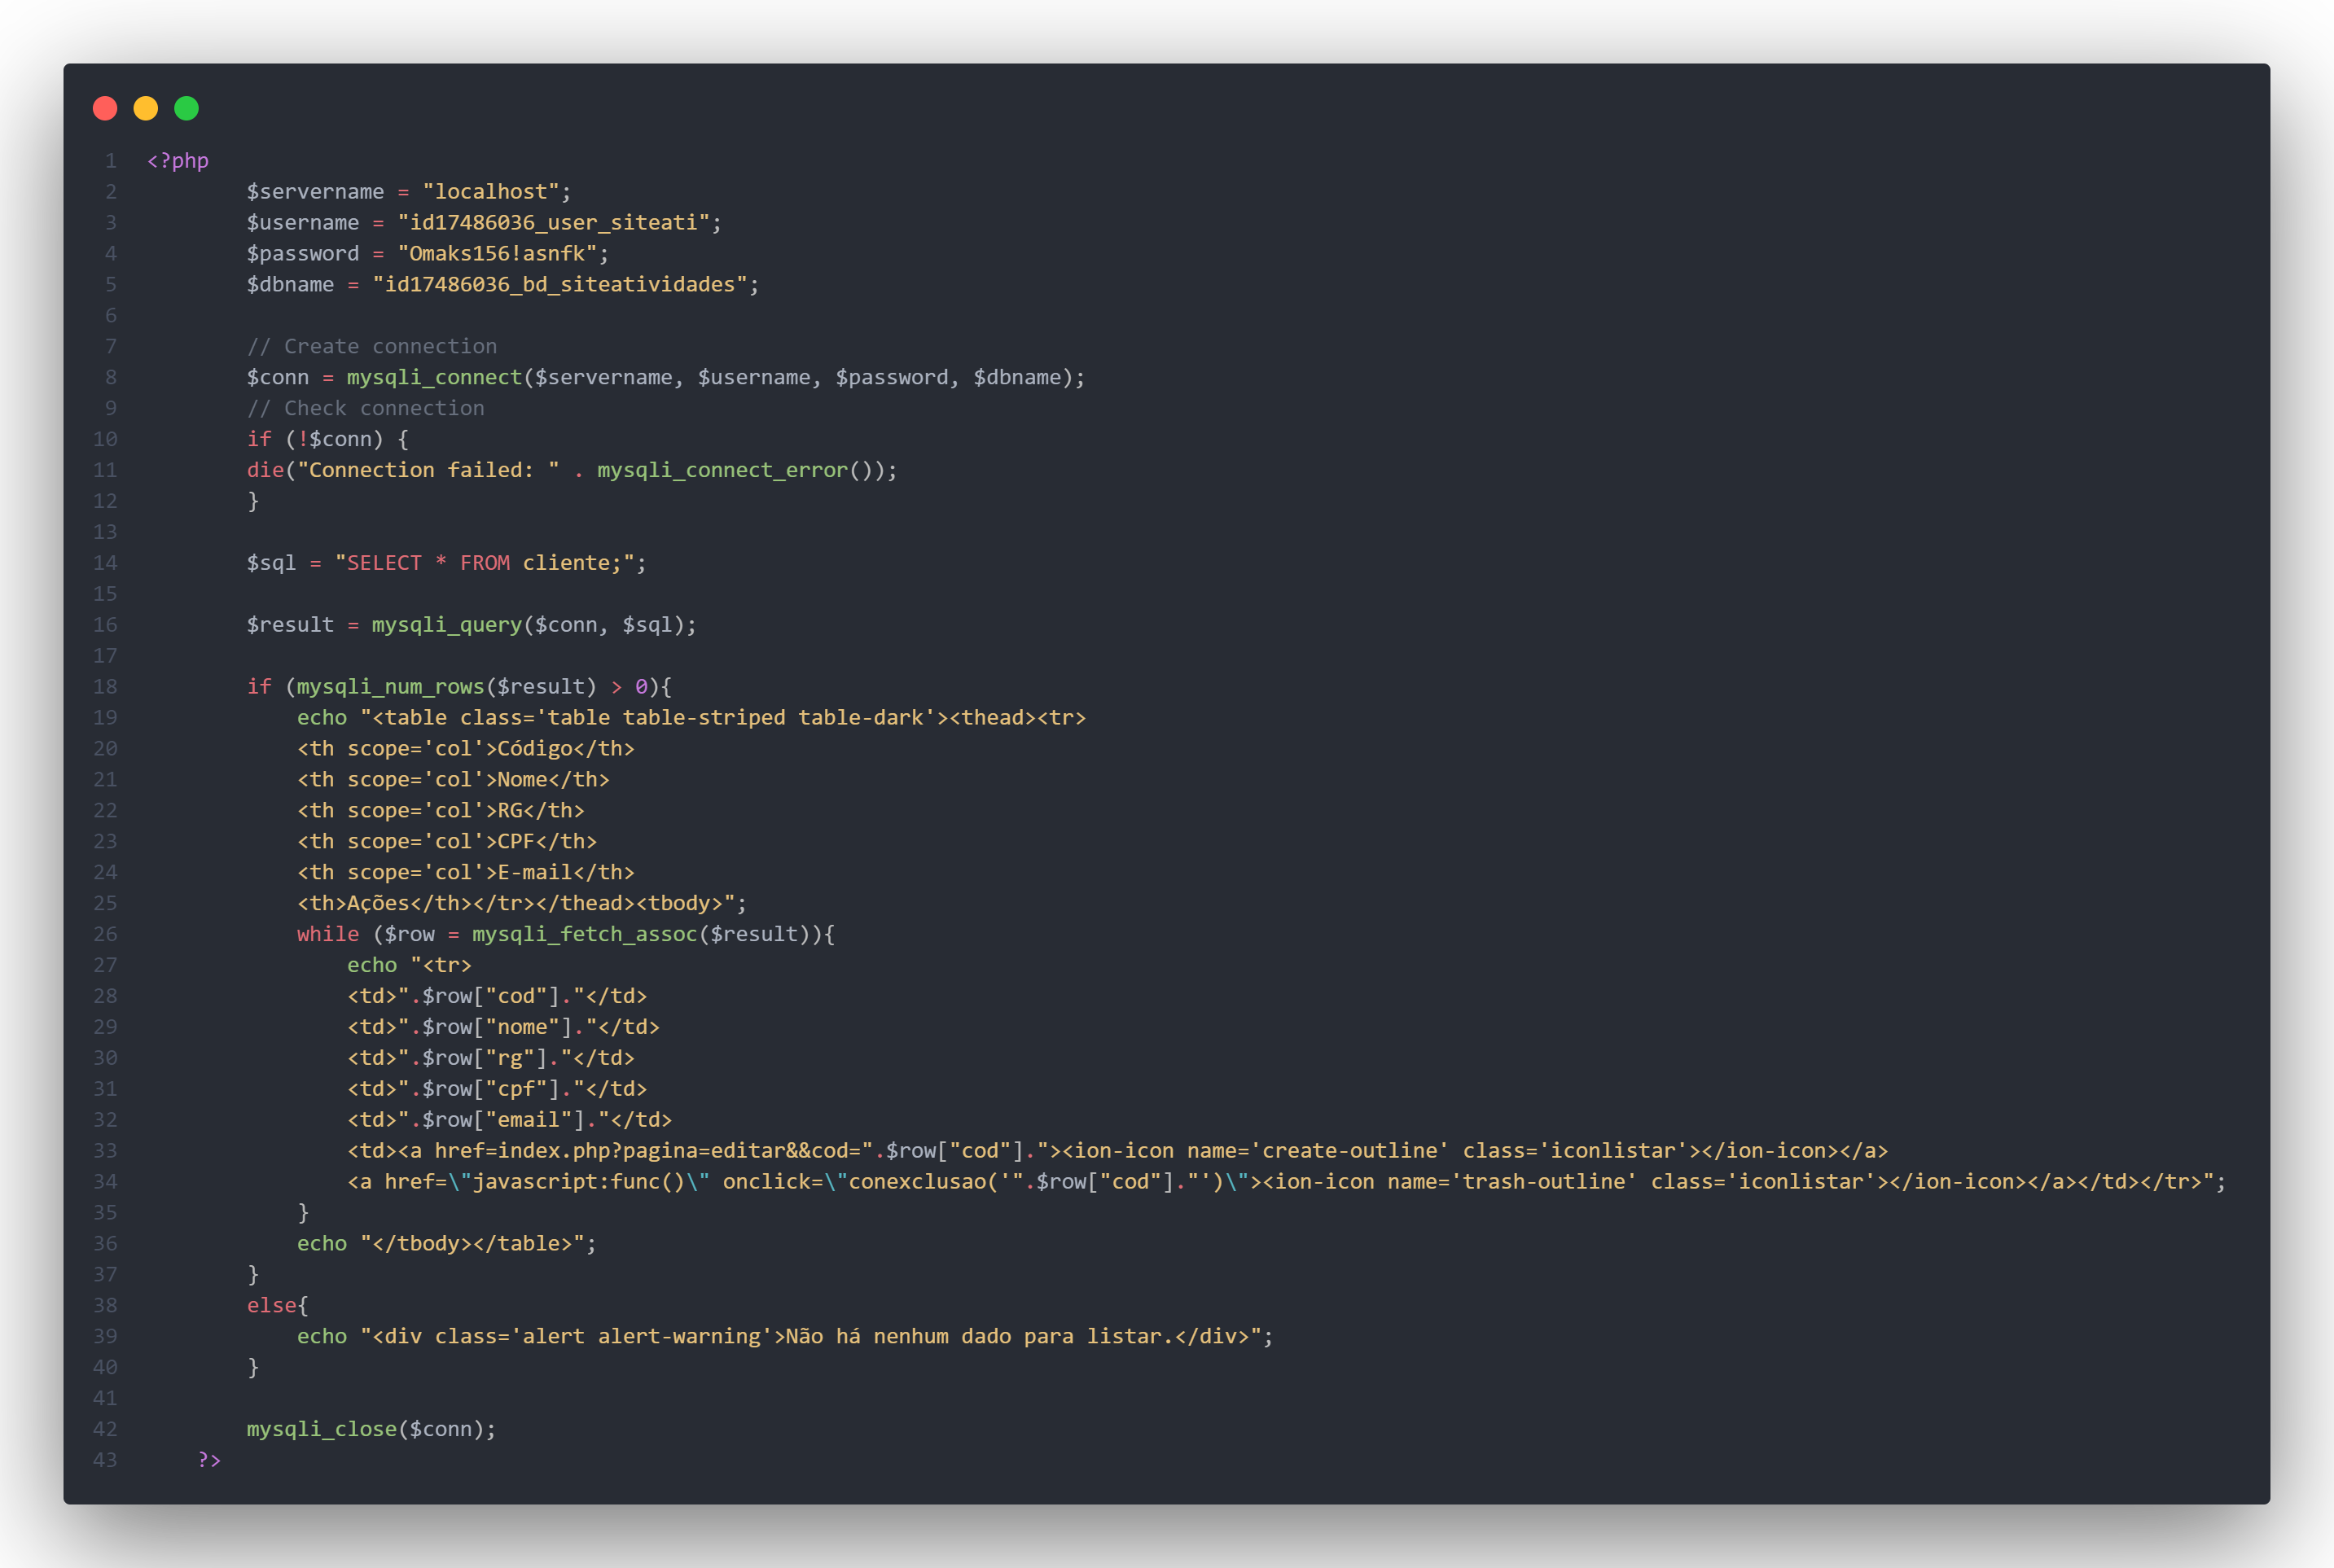 1 <?php
2 $servername = "localhost";
3 $username = "id17486036_user_siteati";
4 $password = "Omaks156!asnfk";
5 $dbname = "id17486036_bd_siteatividades";
6
7 // Create connection
8 $conn = mysqli_connect($servername, $username, $password, $dbname);
9 // Check connection
10 if (!$conn) {
11 die("Connection failed: " . mysqli_connect_error());
12 }
13
14 $sql = "SELECT * FROM cliente;";
15
16 $result = mysqli_query($conn, $sql);
17
18 if (mysqli_num_rows($result) > 0){
19 echo "<table class='table table-striped table-dark'><thead><tr>
20 <th scope='col'>Código</th>
21 <th scope='col'>Nome</th>
22 <th scope='col'>RG</th>
23 <th scope='col'>CPF</th>
24 <th scope='col'>E-mail</th>
25 <th>Ações</th></tr></thead><tbody>";
26 while ($row = mysqli_fetch_assoc($result)){
27 echo "<tr>
28 <td>".$row["cod"]."</td>
29 <td>".$row["nome"]."</td>
30 <td>".$row["rg"]."</td>
31 <td>".$row["cpf"]."</td>
32 <td>".$row["email"]."</td>
33 <td><a href=index.php?pagina=editar&&cod=".$row["cod"]."><ion-icon name='create-outline' class='iconlistar'></ion-icon></a>
34 <a href=\"javascript:func()\" onclick=\"conexclusao('".$row["cod"]."')\"><ion-icon name='trash-outline' class='iconlistar'></ion-icon></a></td></tr>";
35 }
36 echo "</tbody></table>";
37 }
38 else{
39 echo "<div class='alert alert-warning'>Não há nenhum dado para listar.</div>";
40 }
41
42 mysqli_close($conn);
43 ?>